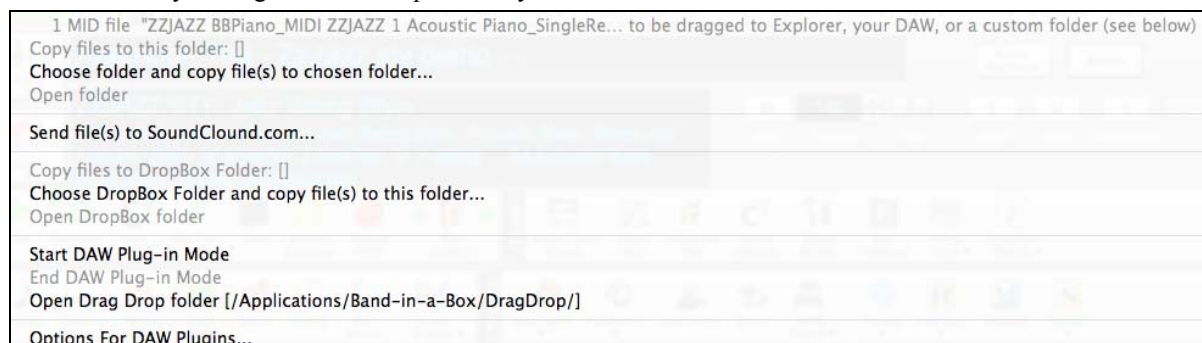 1 MID file "ZZJAZZ BBPiano_MIDI ZZJAZZ 1 Acoustic Piano_SingleRe... to be dragged to Explorer, your DAW, or a custom folder (see below)
Copy files to this folder: []
Choose folder and copy file(s) to chosen folder...
Open folder
Send file(s) to SoundClound.com...
Copy files to DropBox Folder: []
Choose DropBox Folder and copy file(s) to this folder...
Open DropBox folder
Start DAW Plug-in Mode
End DAW Plug-in Mode
Open Drag Drop folder [/Applications/Band-in-a-Box/DragDrop/]
Options For DAW Plugins...